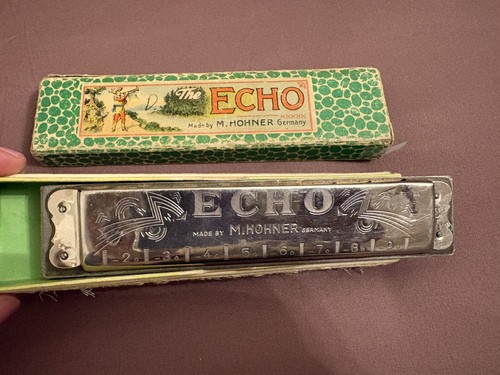 The ECHO
Made by M. HOHNER Germany
ECHO
MADE BY M. HOHNER GERMANY
2 3 4 5 6 7 8 9